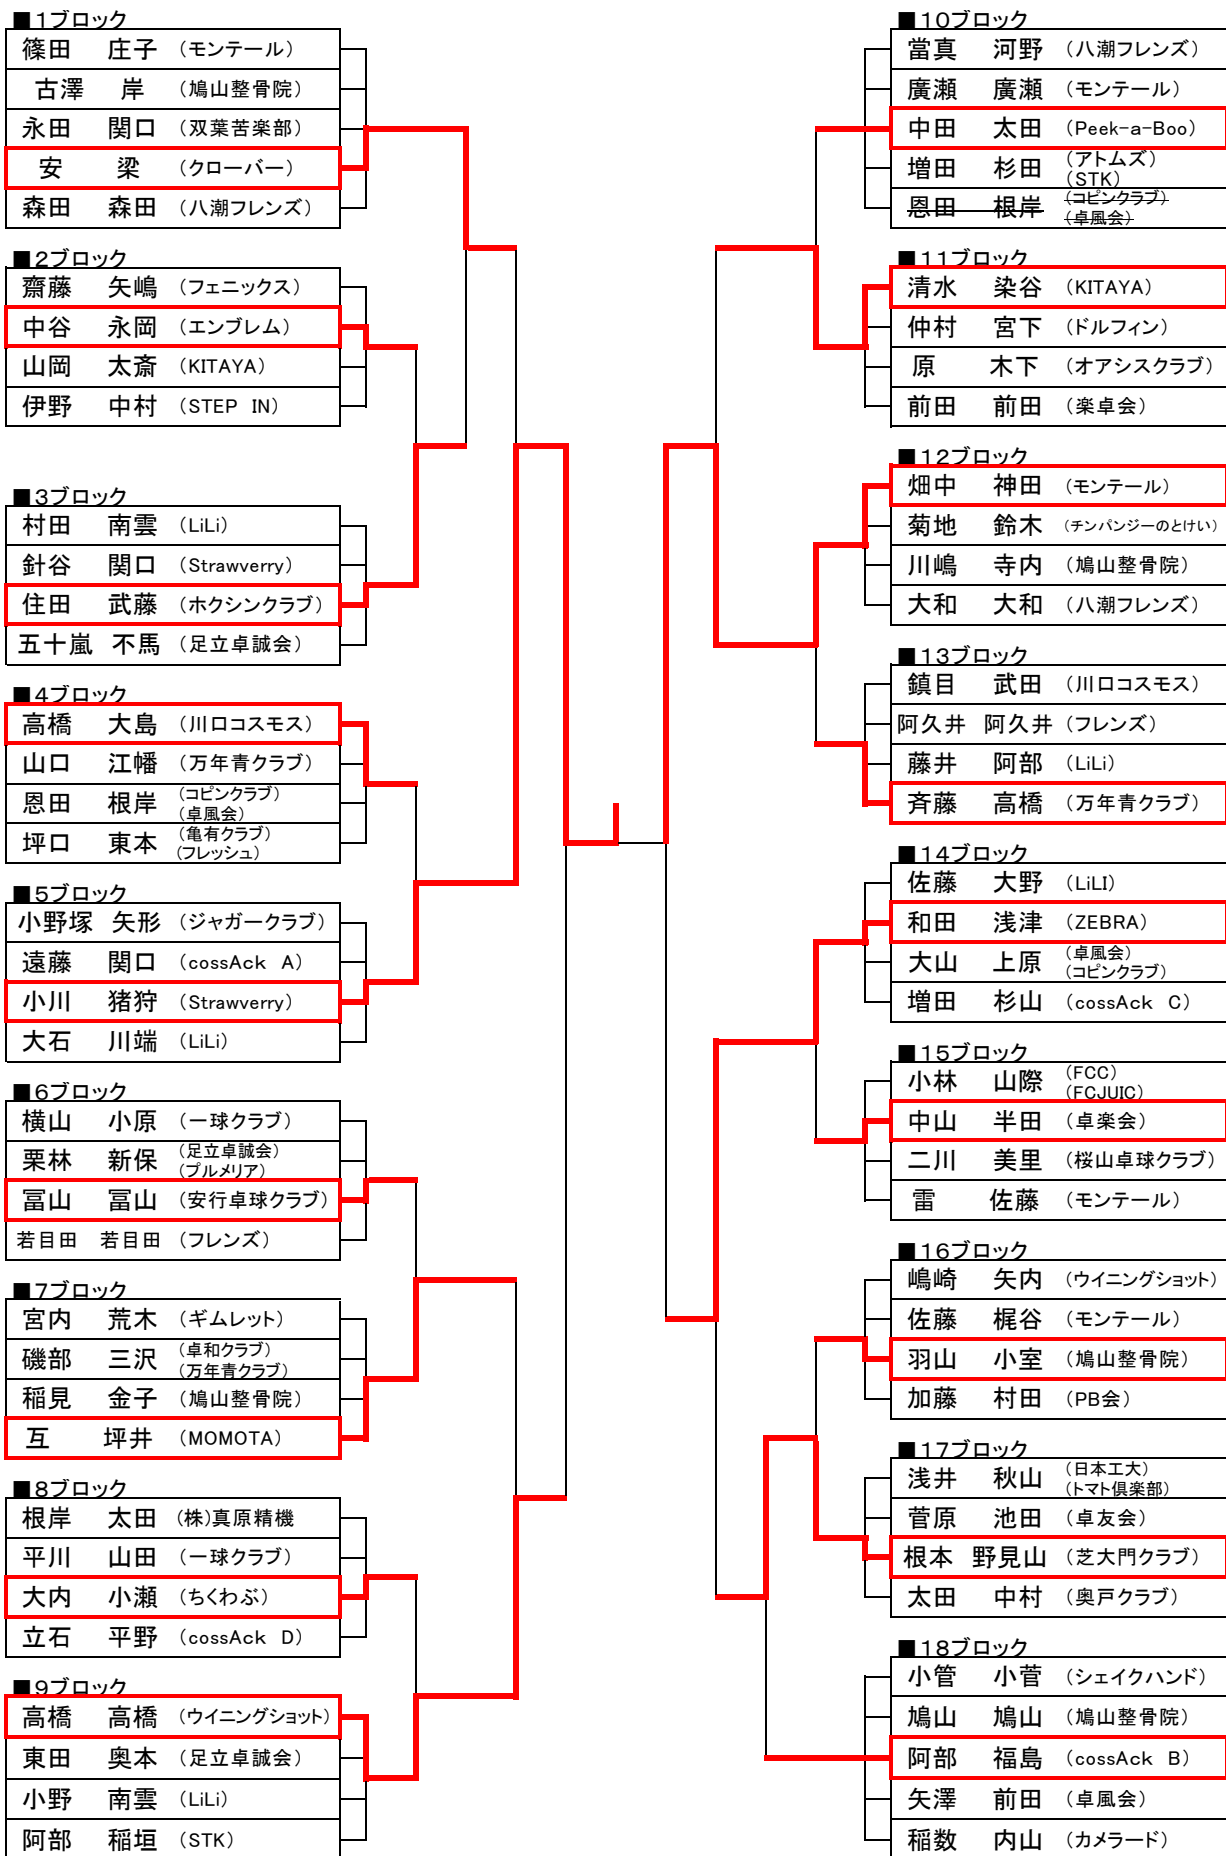 ■1ブロック
篠田 庄子 （モンテール）
古澤 岸 （鳩山整骨院）
永田 関口 （双葉苦楽部）
安 梁 （クローバー）
森田 森田 （八潮フレンズ）
■2ブロック
齋藤 矢嶋 （フェニックス）
中谷 永岡 （エンブレム）
山岡 太斎 （KITAYA）
伊野 中村 （STEP IN）
■3ブロック
村田 南雲 （LiLi）
針谷 関口 （Strawverry）
住田 武藤 （ホクシンクラブ）
五十嵐 不馬 （足立卓誠会）
■4ブロック
高橋 大島 （川口コスモス）
山口 江幡 （万年青クラブ）
恩田 根岸 （コピンクラブ）
（卓風会）
坪口 東本 （亀有クラブ）
（フレッシュ）
■5ブロック
小野塚 矢形 （ジャガークラブ）
遠藤 関口 （cossAck A）
小川 猪狩 （Strawverry）
大石 川端 （LiLi）
■6ブロック
横山 小原 （一球クラブ）
栗林 新保 （足立卓誠会）
（プルメリア）
冨山 冨山 （安行卓球クラブ）
若目田 若目田 （フレンズ）
■7ブロック
宮内 荒木 （ギムレット）
磯部 三沢 （卓和クラブ）
（万年青クラブ）
稲見 金子 （鳩山整骨院）
互 坪井 （MOMOTA）
■8ブロック
根岸 太田 （株）真原精機
平川 山田 （一球クラブ）
大内 小瀬 （ちくわぶ）
立石 平野 （cossAck D）
■9ブロック
高橋 高橋 （ウイニングショット）
東田 奥本 （足立卓誠会）
小野 南雲 （LiLi）
阿部 稲垣 （STK）
■10ブロック
當真 河野 （八潮フレンズ）
廣瀬 廣瀬 （モンテール）
中田 太田 （Peek-a-Boo）
増田 杉田 （アトムズ）
（STK）
恩田 根岸 （コピンクラブ）
（卓風会）
■11ブロック
清水 染谷 （KITAYA）
仲村 宮下 （ドルフィン）
原 木下 （オアシスクラブ）
前田 前田 （楽卓会）
■12ブロック
畑中 神田 （モンテール）
菊地 鈴木 （チンパンジーのとけい）
川嶋 寺内 （鳩山整骨院）
大和 大和 （八潮フレンズ）
■13ブロック
鎮目 武田 （川口コスモス）
阿久井 阿久井 （フレンズ）
藤井 阿部 （LiLi）
斉藤 高橋 （万年青クラブ）
■14ブロック
佐藤 大野 （LiLI）
和田 浅津 （ZEBRA）
大山 上原 （卓風会）
（コピンクラブ）
増田 杉山 （cossAck C）
■15ブロック
小林 山際 （FCC）
（FCJUIC）
中山 半田 （卓楽会）
二川 美里 （桜山卓球クラブ）
雷 佐藤 （モンテール）
■16ブロック
嶋崎 矢内 （ウイニングショット）
佐藤 梶谷 （モンテール）
羽山 小室 （鳩山整骨院）
加藤 村田 （PB会）
■17ブロック
浅井 秋山 （日本工大）
（トマト倶楽部）
菅原 池田 （卓友会）
根本 野見山 （芝大門クラブ）
太田 中村 （奥戸クラブ）
■18ブロック
小管 小菅 （シェイクハンド）
鳩山 鳩山 （鳩山整骨院）
阿部 福島 （cossAck B）
矢澤 前田 （卓風会）
稲数 内山 （カメラード）